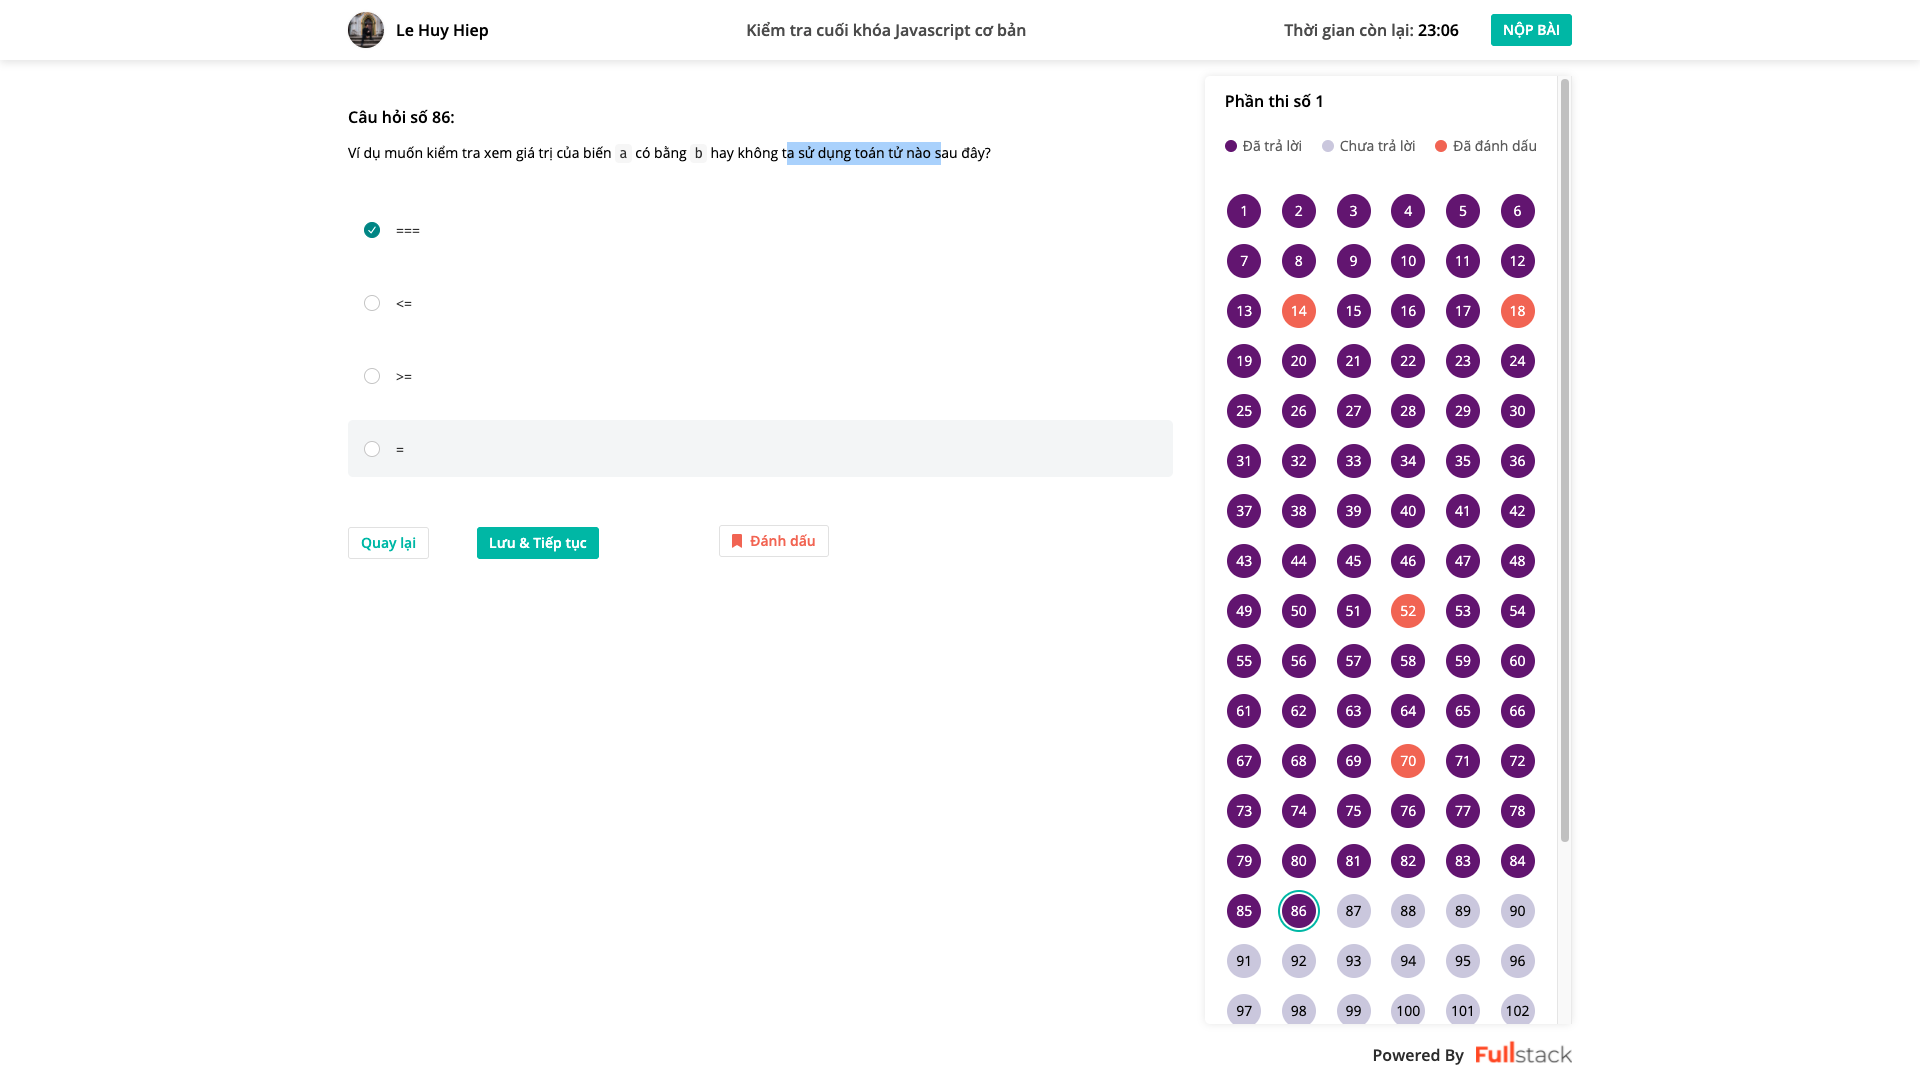 Le Huy Hiep
Kiểm tra cuối khóa Javascript cơ bản
Thời gian còn lại: 23:06
NỘP BÀI
Câu hỏi số 86:
Ví dụ muốn kiểm tra xem giá trị của biến a có bằng b hay không ta sử dụng toán tử nào sau đây?
===
<=
>=
=
Quay lại
Lưu & Tiếp tục
Đánh dấu
Phần thi số 1
Đã trả lời
Chưa trả lời
Đã đánh dấu
1 2 3 4 5 6
7 8 9 10 11 12
13 14 15 16 17 18
19 20 21 22 23 24
25 26 27 28 29 30
31 32 33 34 35 36
37 38 39 40 41 42
43 44 45 46 47 48
49 50 51 52 53 54
55 56 57 58 59 60
61 62 63 64 65 66
67 68 69 70 71 72
73 74 75 76 77 78
79 80 81 82 83 84
85 86 87 88 89 90
91 92 93 94 95 96
97 98 99 100 101 102
Powered By Fullstack